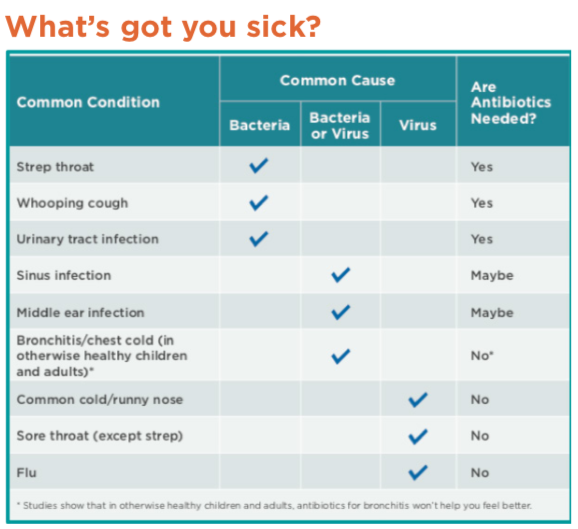 What's got you sick?
Common Condition
Common Cause
Are
Antibiotics
Needed?
Bacteria
Bacteria
or Virus
Virus
Strep throat
Yes
Whooping cough
Yes
Urinary tract infection
Yes
Sinus infection
Maybe
Middle ear infection
Maybe
Bronchitis/chest cold (in
otherwise healthy children
and adults)*
No*
Common cold/runny nose
No
Sore throat (except strep)
No
Flu
No
* Studies show that in otherwise healthy children and adults, antibiotics for bronchitis won't help you feel better.